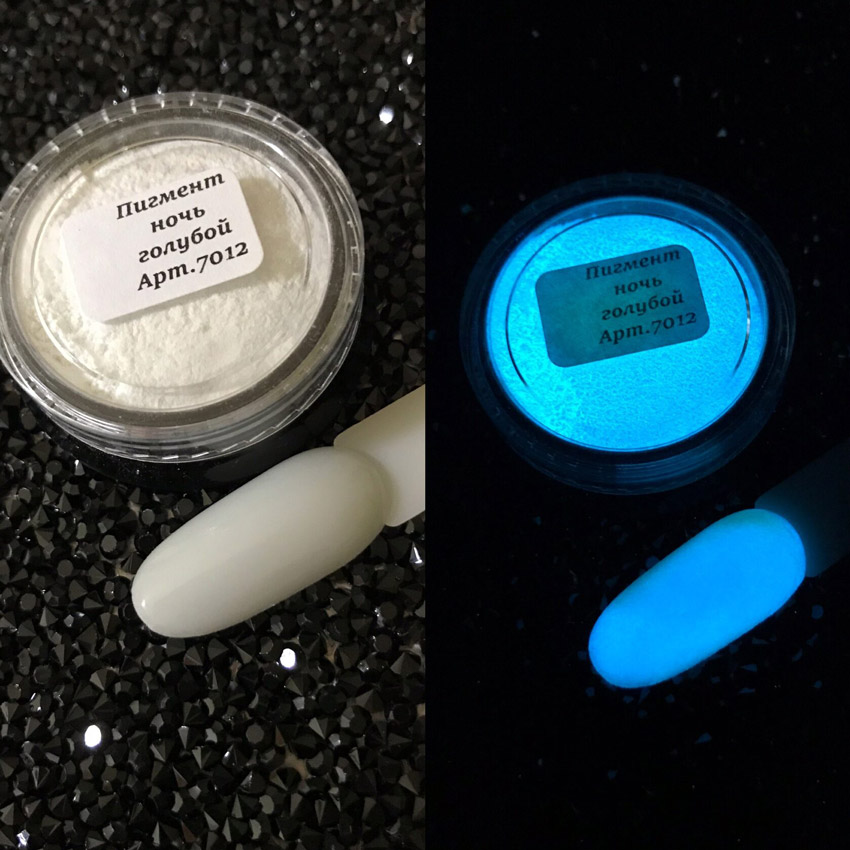 Пигмент
ночь
голубой
Арт.7012
Пигмент
ночь
голубой
Арт.7012